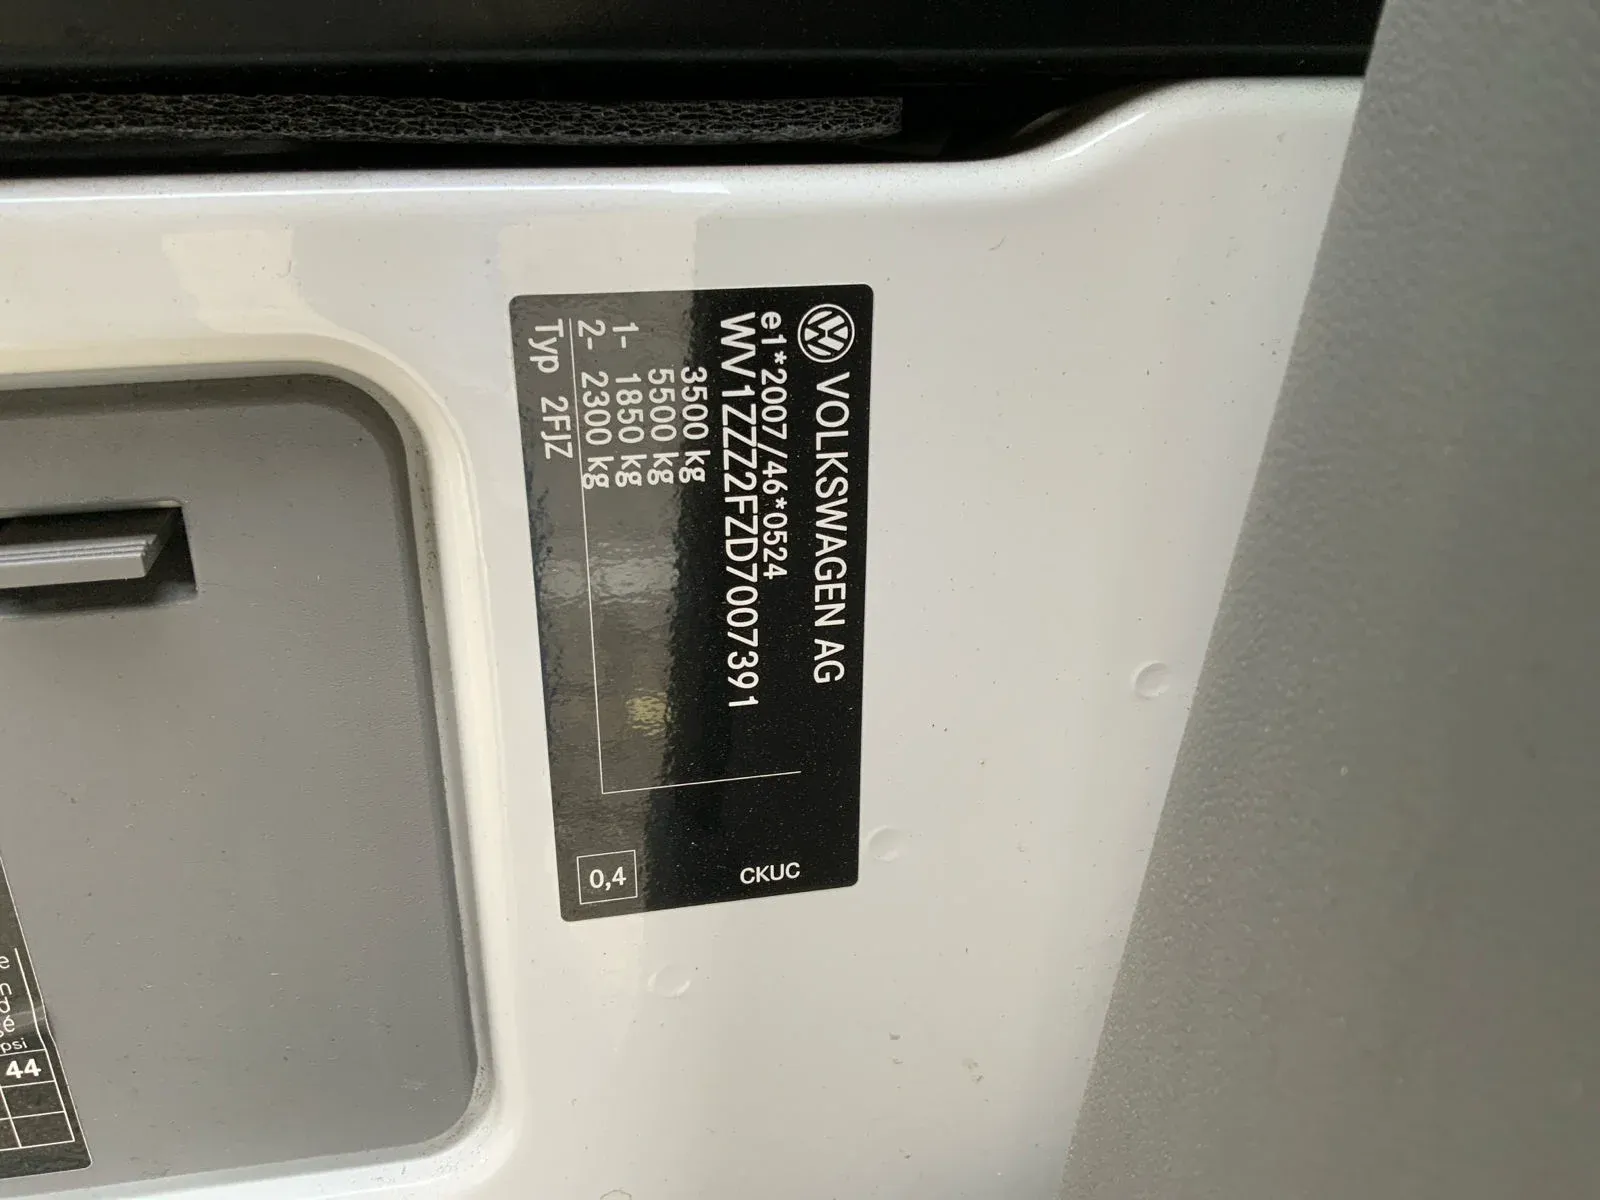 VOLKSWAGEN AG
e1*2007/46*0524
WV1ZZZ2FZD7007391
3500 kg
5500 kg
1- 1850 kg
2- 2300 kg
Typ 2FJZ
CKUC
0,4
psi
44